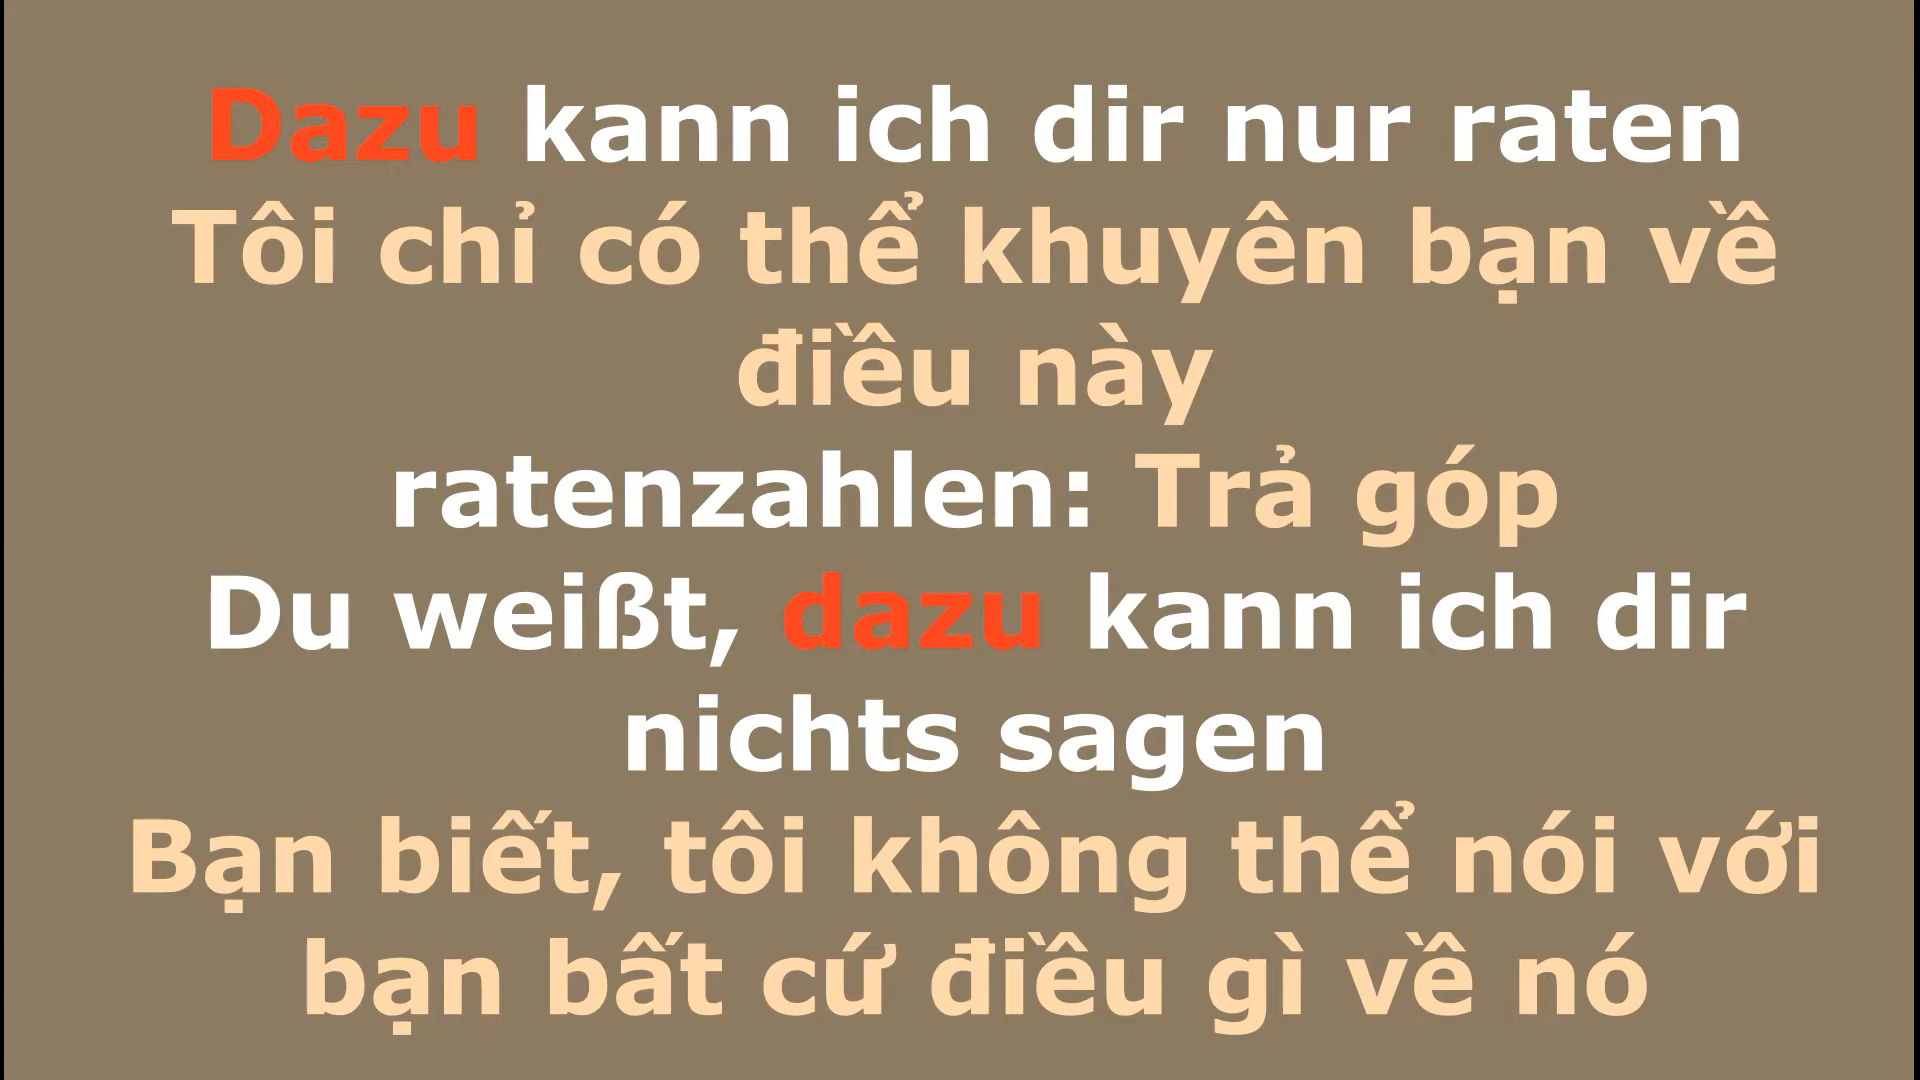 Dazu kann ich dir nur raten
Tôi chỉ có thể khuyên bạn về
điều này
ratenzahlen: Trả góp
Du weißt, dazu kann ich dir
nichts sagen
Bạn biết, tôi không thể nói với
bạn bất cứ điều gì về nó